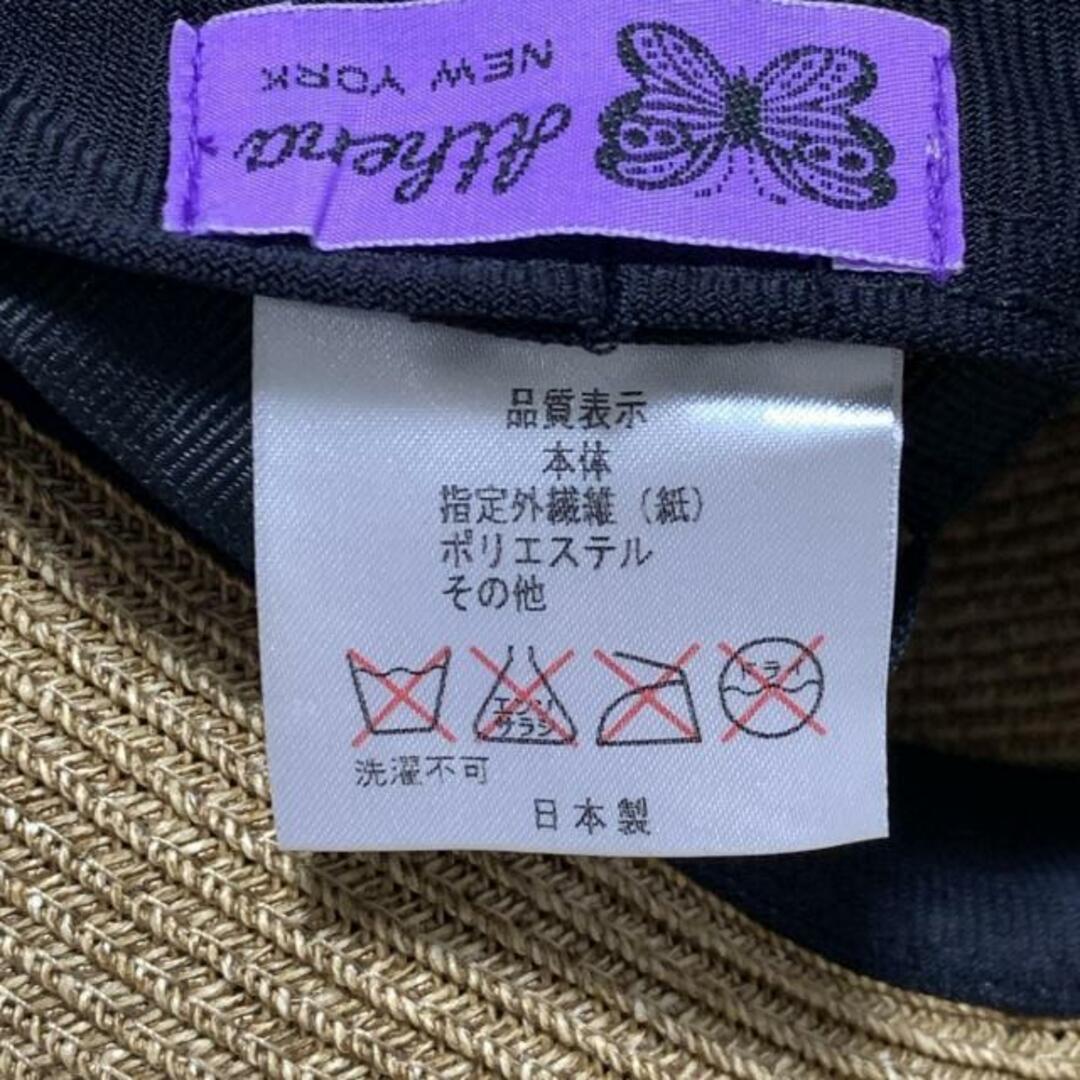 Athena
NEW YORK
品質表示
本体
指定外繊維（紙）
ポリエステル
その他
エンソ
サラシ
ドライ
洗濯不可
日本製